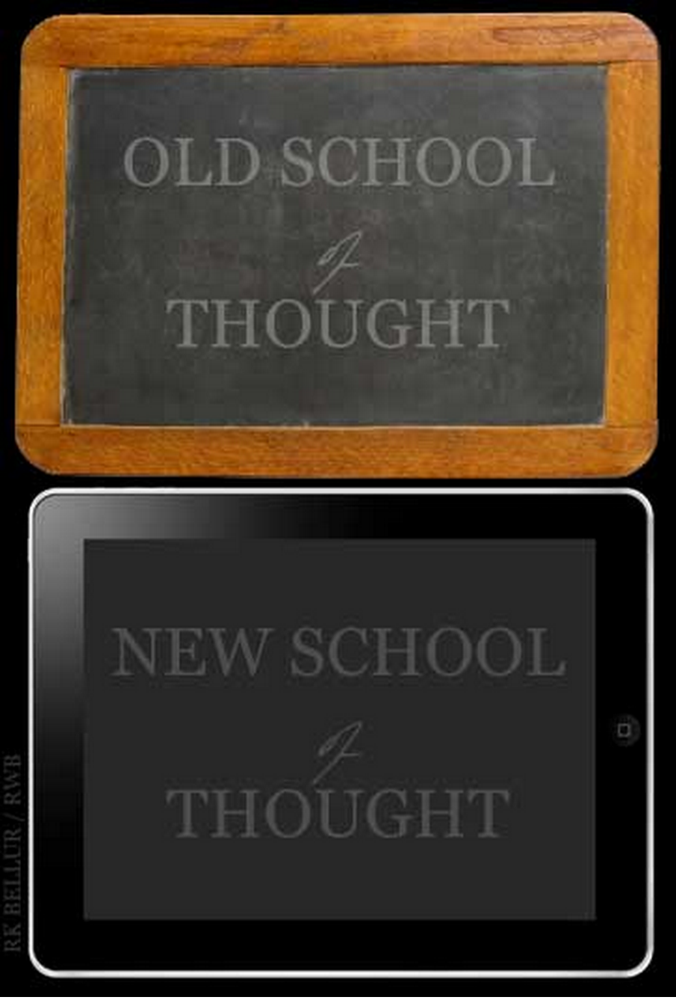 OLD SCHOOL
of
THOUGHT
NEW SCHOOL
of
THOUGHT
RK BELLUR / RWB